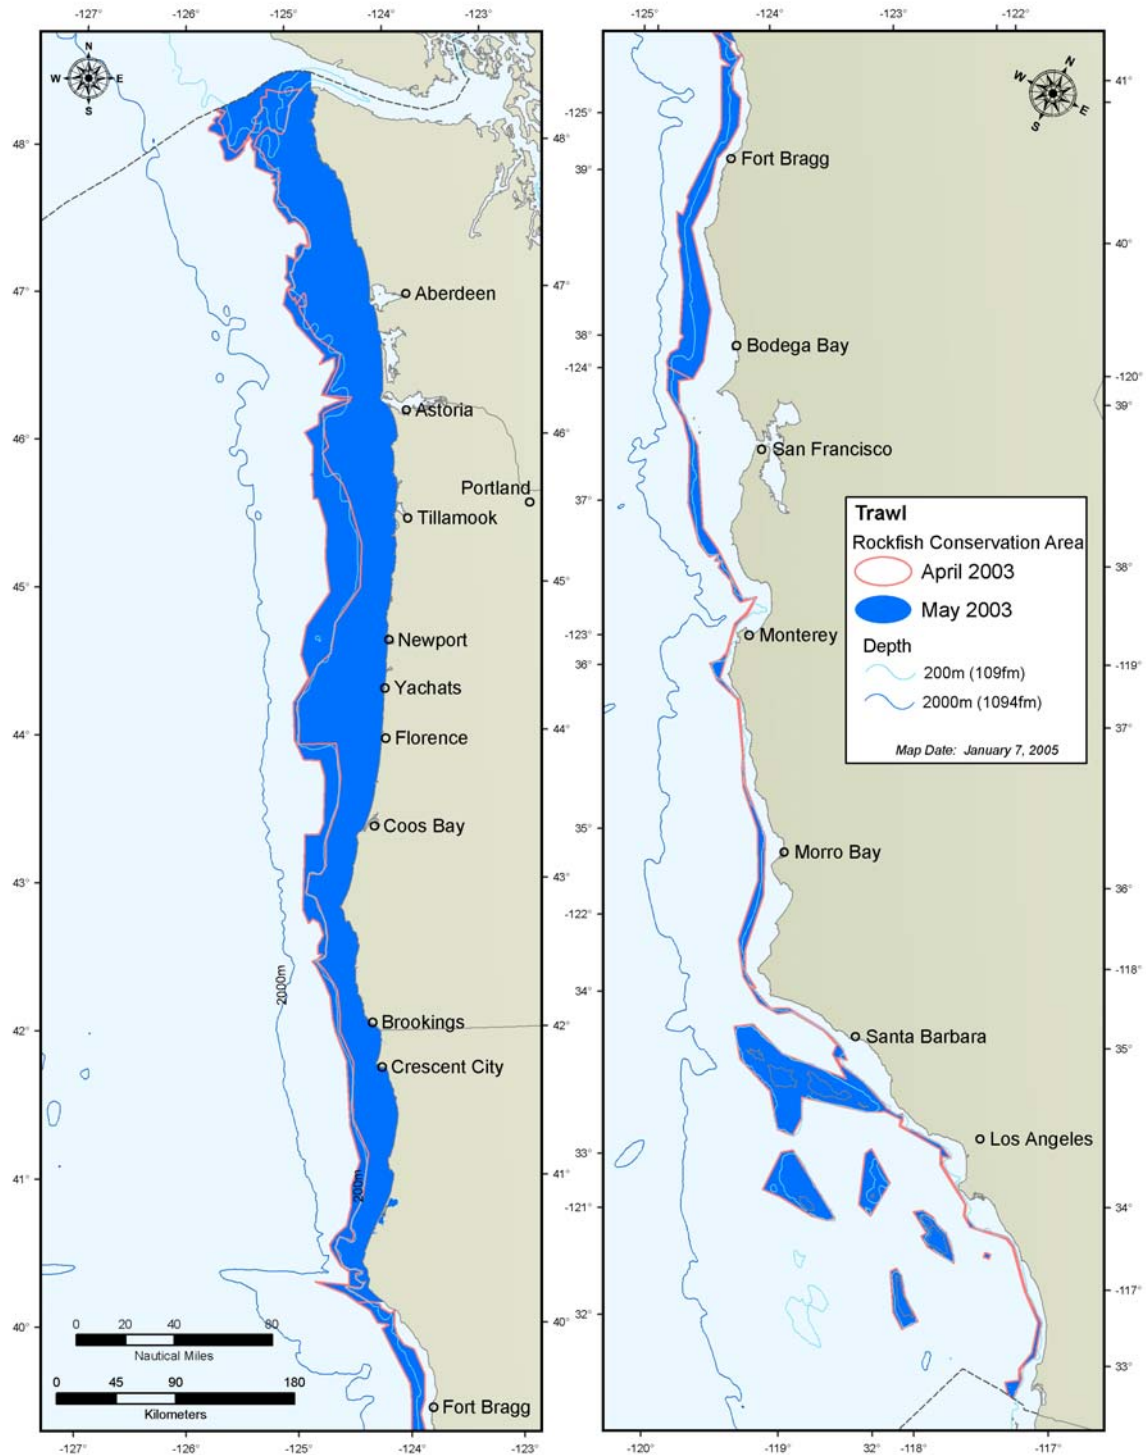 -127° -126° -125° -124° -123°
-125° -124° -123° -122°
N
W E
S
N
W
E
S
48°
47°
46°
45°
44°
43°
42°
41°
40°
48°
47°
46°
45°
44°
43°
42°
41°
40°
Aberdeen
Astoria
Portland
Tillamook
Newport
Yachats
Florence
Coos Bay
2000m
Brookings
Crescent City
200m
0 20 40 80
Nautical Miles
0 45 90 180
Kilometers
Fort Bragg
-127° -126° -125° -124° -123°
-125°
39°
38°
-124°
37°
-123°
36°
35°
-122°
34°
33°
-121°
32°
41°
40°
-120°
39°
38°
-119°
37°
36°
-118°
35°
34°
-117°
33°
Fort Bragg
Bodega Bay
San Francisco
Monterey
Morro Bay
Santa Barbara
Los Angeles
Trawl
Rockfish Conservation Area
April 2003
May 2003
Depth
200m (109fm)
2000m (1094fm)
Map Date: January 7, 2005
-120° -119° 32° -118° -117°